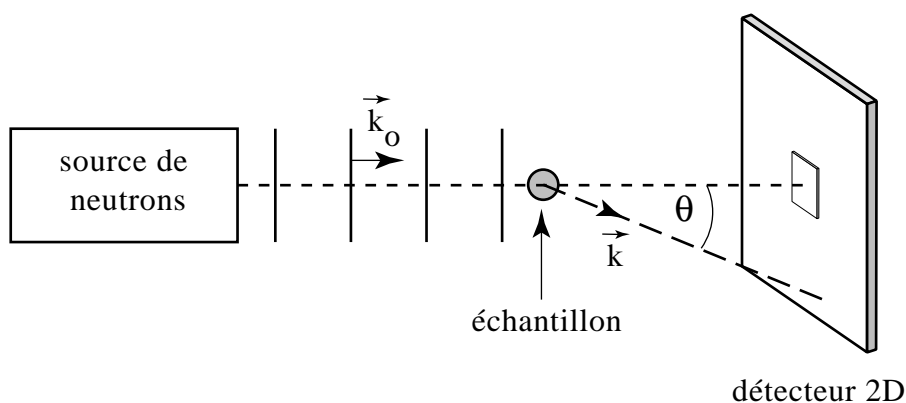 source de
neutrons
k⃗o
θ
k⃗
échantillon
détecteur 2D